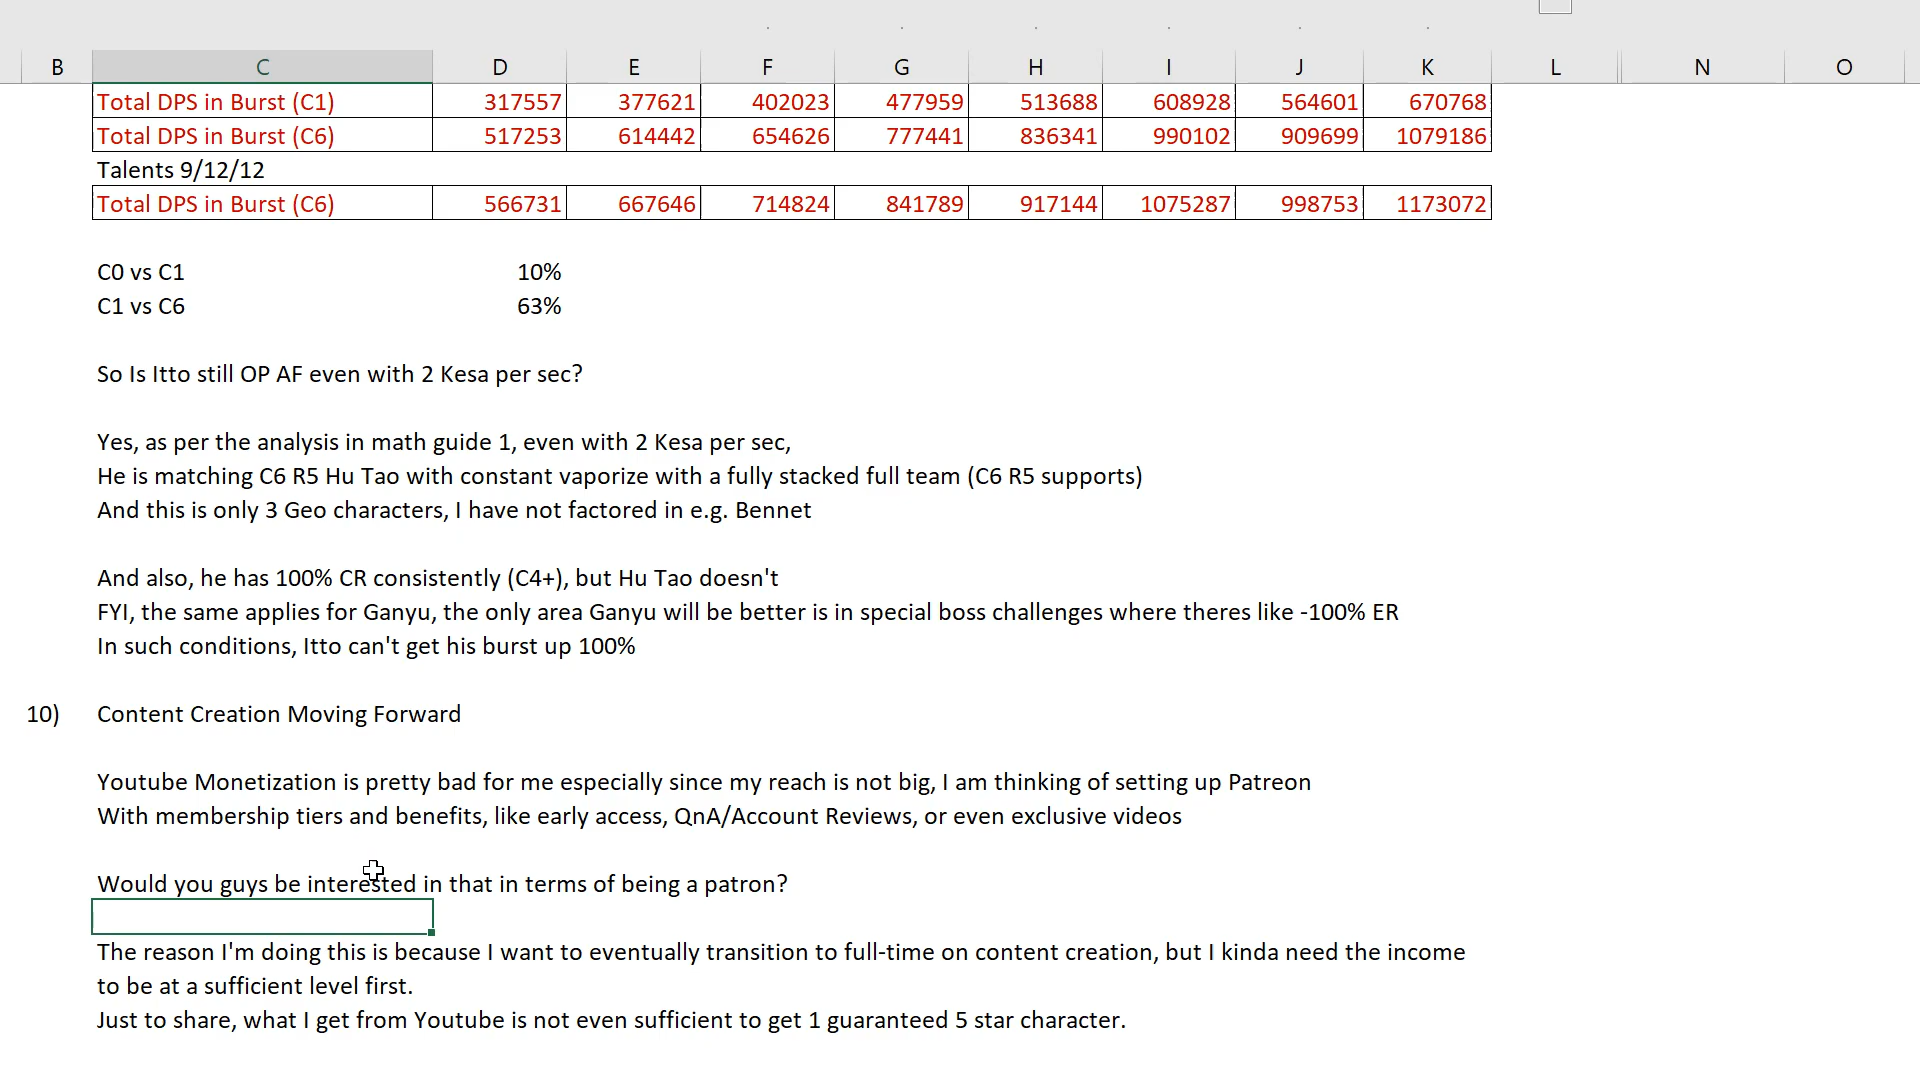 B C D E F G H I J K L N O
Total DPS in Burst (C1) 317557 377621 402023 477959 513688 608928 564601 670768
Total DPS in Burst (C6) 517253 614442 654626 777441 836341 990102 909699 1079186
Talents 9/12/12
Total DPS in Burst (C6) 566731 667646 714824 841789 917144 1075287 998753 1173072
C0 vs C1 10%
C1 vs C6 63%
So Is Itto still OP AF even with 2 Kesa per sec?
Yes, as per the analysis in math guide 1, even with 2 Kesa per sec,
He is matching C6 R5 Hu Tao with constant vaporize with a fully stacked full team (C6 R5 supports)
And this is only 3 Geo characters, I have not factored in e.g. Bennet
And also, he has 100% CR consistently (C4+), but Hu Tao doesn't
FYI, the same applies for Ganyu, the only area Ganyu will be better is in special boss challenges where theres like -100% ER
In such conditions, Itto can't get his burst up 100%
10) Content Creation Moving Forward
Youtube Monetization is pretty bad for me especially since my reach is not big, I am thinking of setting up Patreon
With membership tiers and benefits, like early access, QnA/Account Reviews, or even exclusive videos
Would you guys be interested in that in terms of being a patron?
The reason I'm doing this is because I want to eventually transition to full-time on content creation, but I kinda need the income
to be at a sufficient level first.
Just to share, what I get from Youtube is not even sufficient to get 1 guaranteed 5 star character.